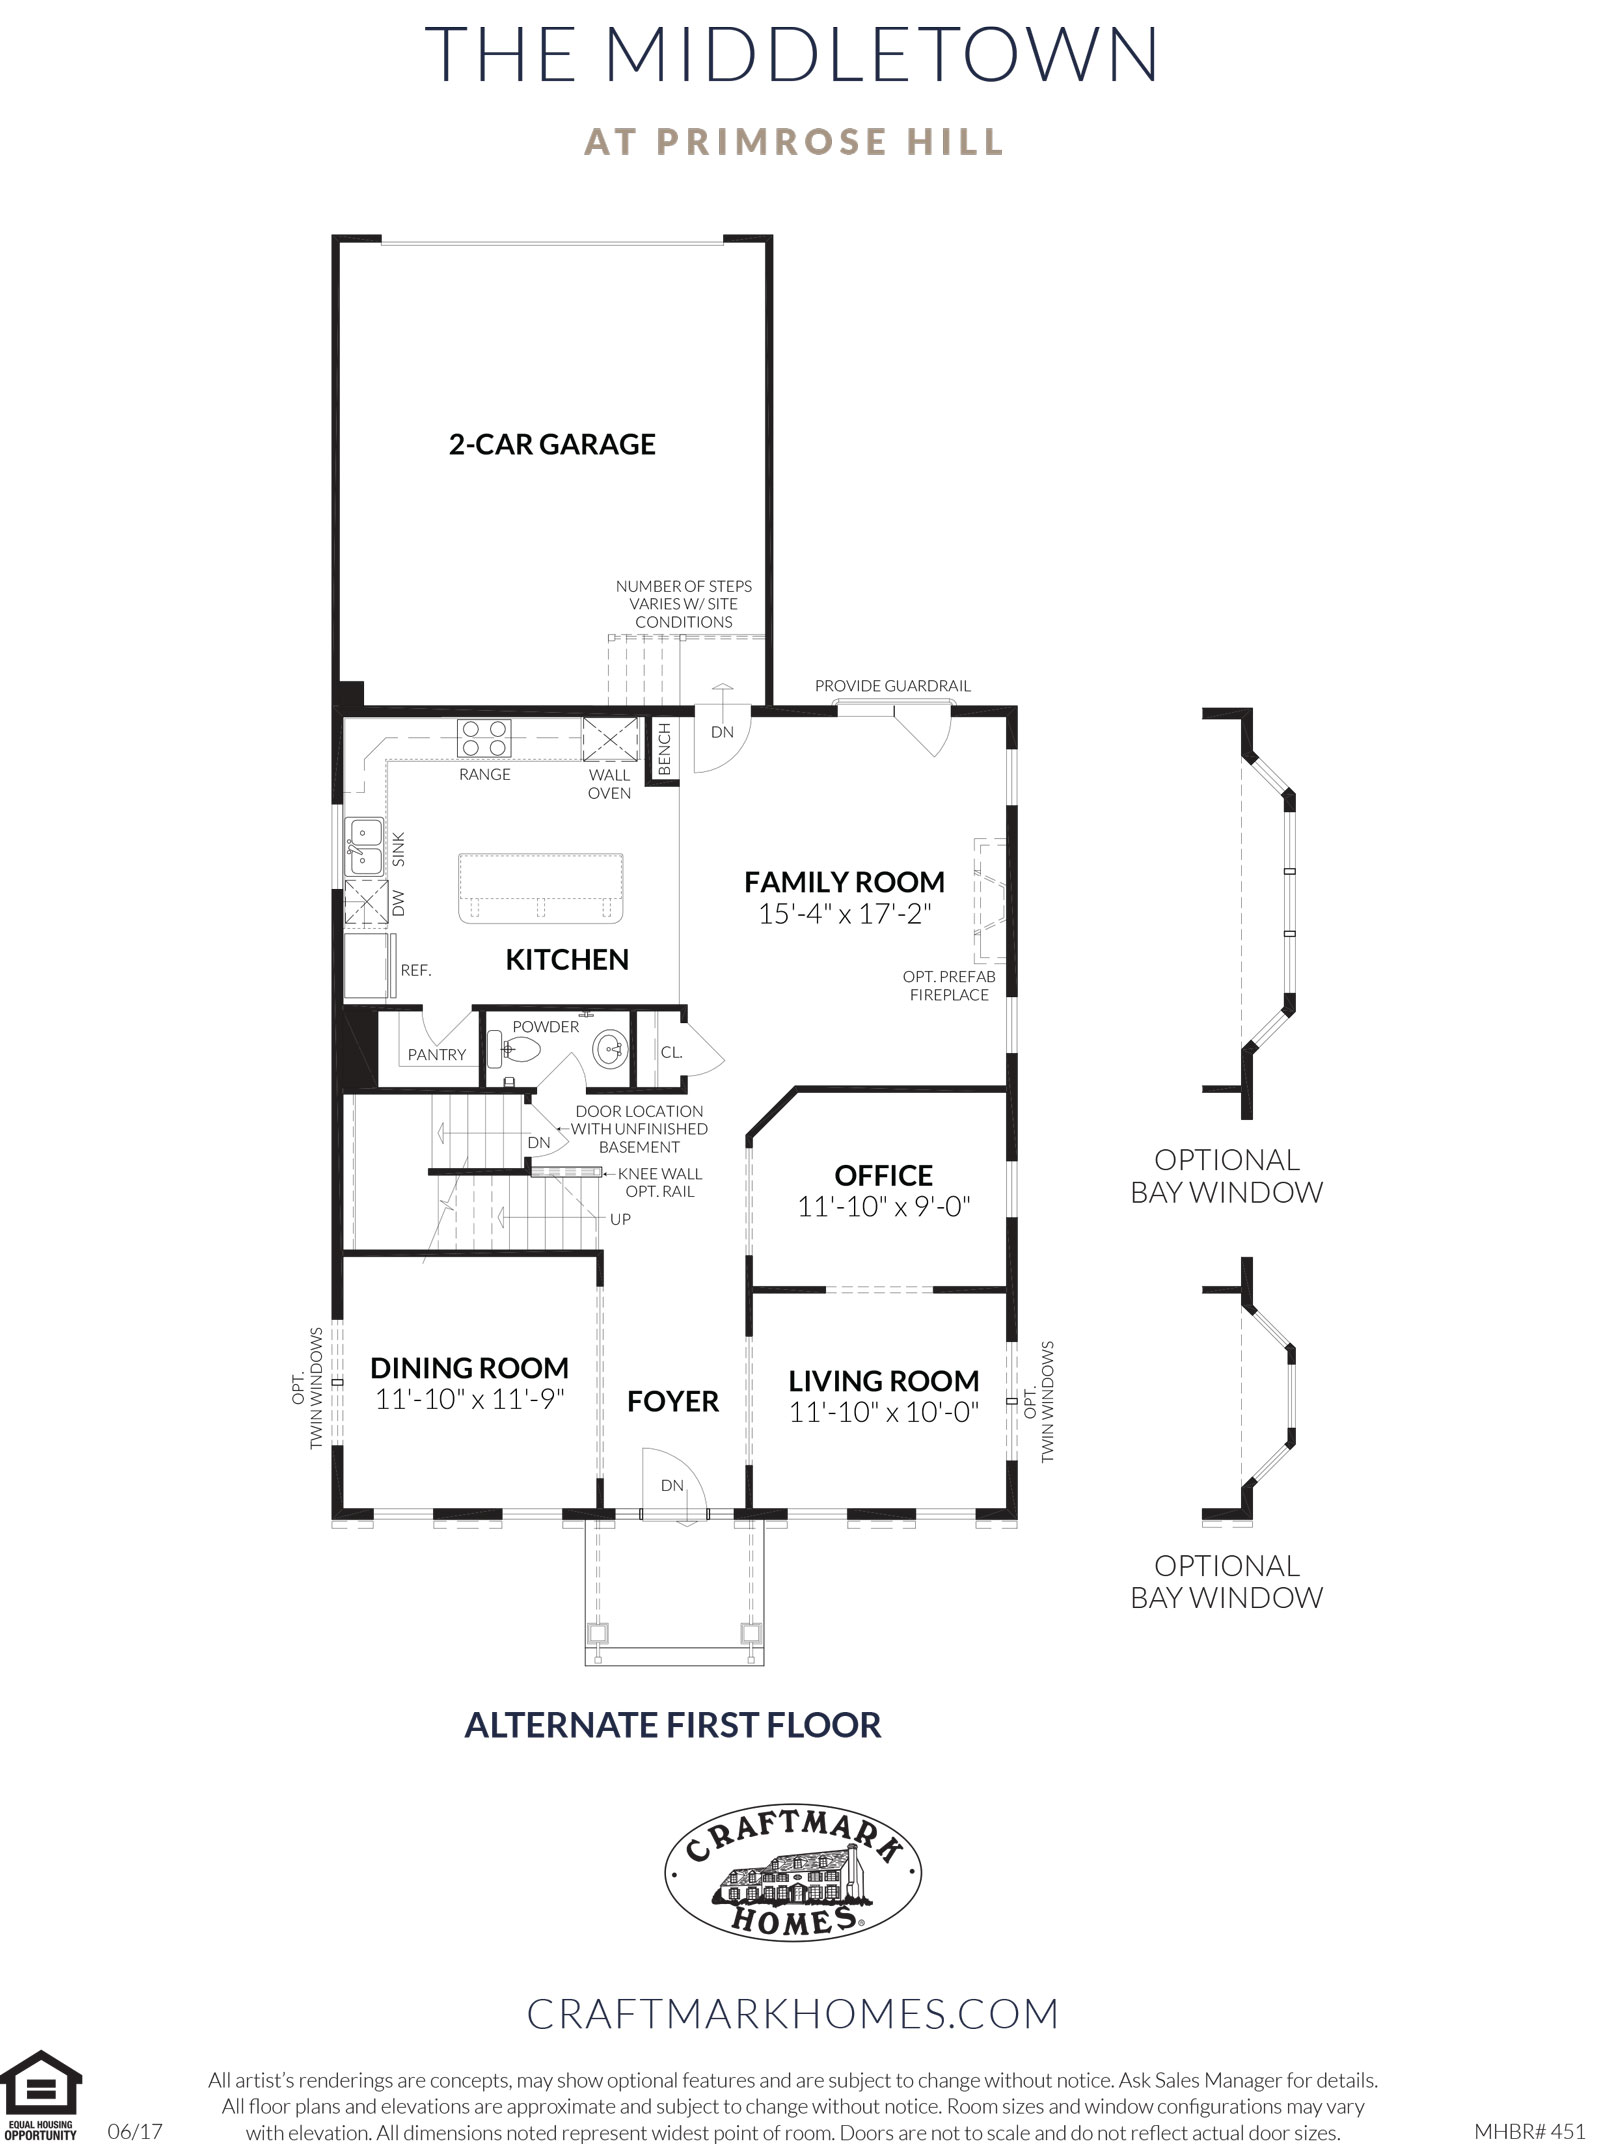 THE MIDDLETOWN
AT PRIMROSE HILL
2-CAR GARAGE
NUMBER OF STEPS
VARIES W/ SITE
CONDITIONS
PROVIDE GUARDRAIL
DN
BENCH
RANGE
WALL
OVEN
SINK
DW
FAMILY ROOM
15'-4" x 17'-2"
KITCHEN
REF.
OPT. PREFAB
FIREPLACE
POWDER
PANTRY
CL.
DOOR LOCATION
WITH UNFINISHED
BASEMENT
DN
KNEE WALL
OPT. RAIL
UP
OFFICE
11'-10" x 9'-0"
OPTIONAL
BAY WINDOW
OPT.
TWIN WINDOWS
DINING ROOM
11'-10" x 11'-9"
FOYER
LIVING ROOM
11'-10" x 10'-0"
OPT.
TWIN WINDOWS
DN
OPTIONAL
BAY WINDOW
ALTERNATE FIRST FLOOR
CRAFTMARK
HOMES®
CRAFTMARKHOMES.COM
All artist's renderings are concepts, may show optional features and are subject to change without notice. Ask Sales Manager for details.
All floor plans and elevations are approximate and subject to change without notice. Room sizes and window configurations may vary
with elevation. All dimensions noted represent widest point of room. Doors are not to scale and do not reflect actual door sizes.
EQUAL HOUSING
OPPORTUNITY
06/17
MHBR# 451